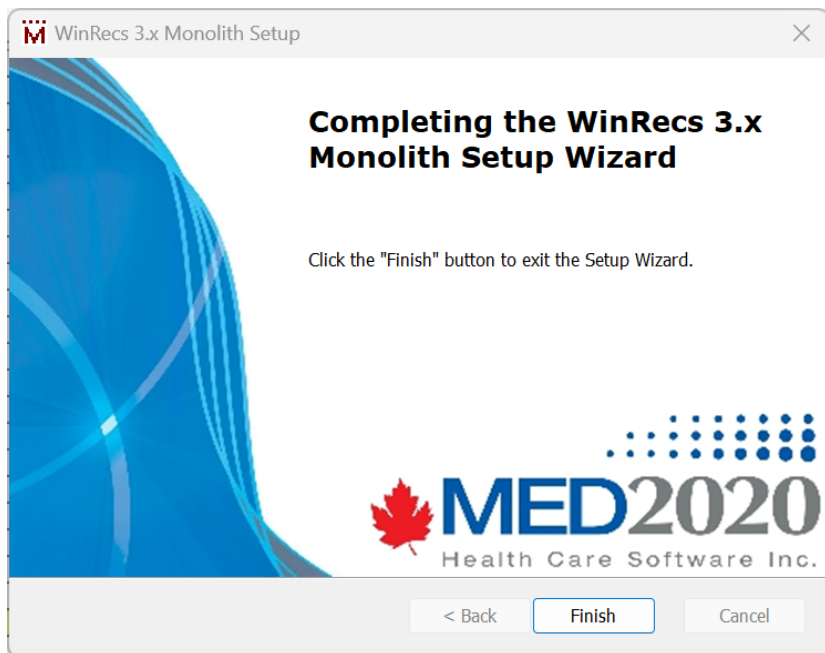 WinRecs 3.x Monolith Setup
Completing the WinRecs 3.x
Monolith Setup Wizard
Click the "Finish" button to exit the Setup Wizard.
MED2020
Health Care Software Inc.
< Back Finish Cancel